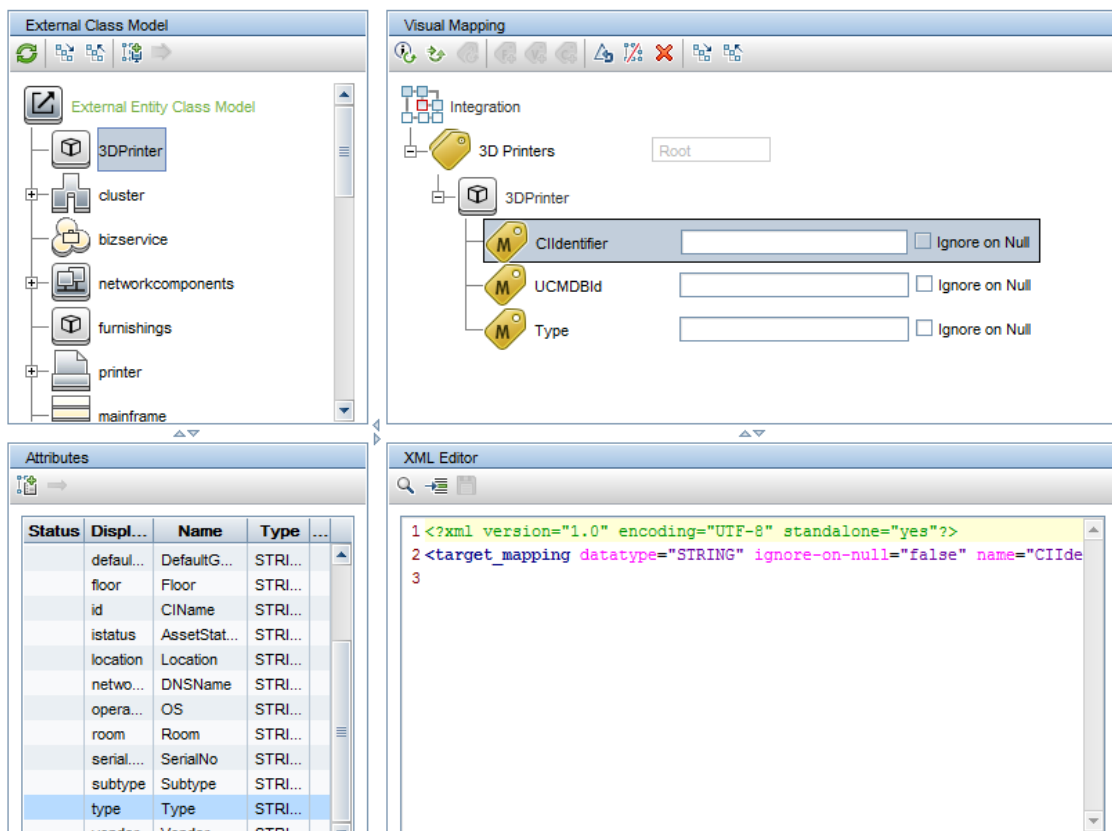 External Class Model
External Entity Class Model
3DPrinter
cluster
bizservice
networkcomponents
furnishings
printer
mainframe
Visual Mapping
Integration
3D Printers Root
3DPrinter
M CIIdentifier Ignore on Null
M UCMDBId Ignore on Null
M Type Ignore on Null
Attributes
Status Displ... Name Type ...
defaul... DefaultG... STRI...
floor Floor STRI...
id CIName STRI...
istatus AssetStat... STRI...
location Location STRI...
netwo... DNSName STRI...
opera... OS STRI...
room Room STRI...
serial.... SerialNo STRI...
subtype Subtype STRI...
type Type STRI...
XML Editor
1 <?xml version="1.0" encoding="UTF-8" standalone="yes"?>
2 <target_mapping datatype="STRING" ignore-on-null="false" name="CIIde
3